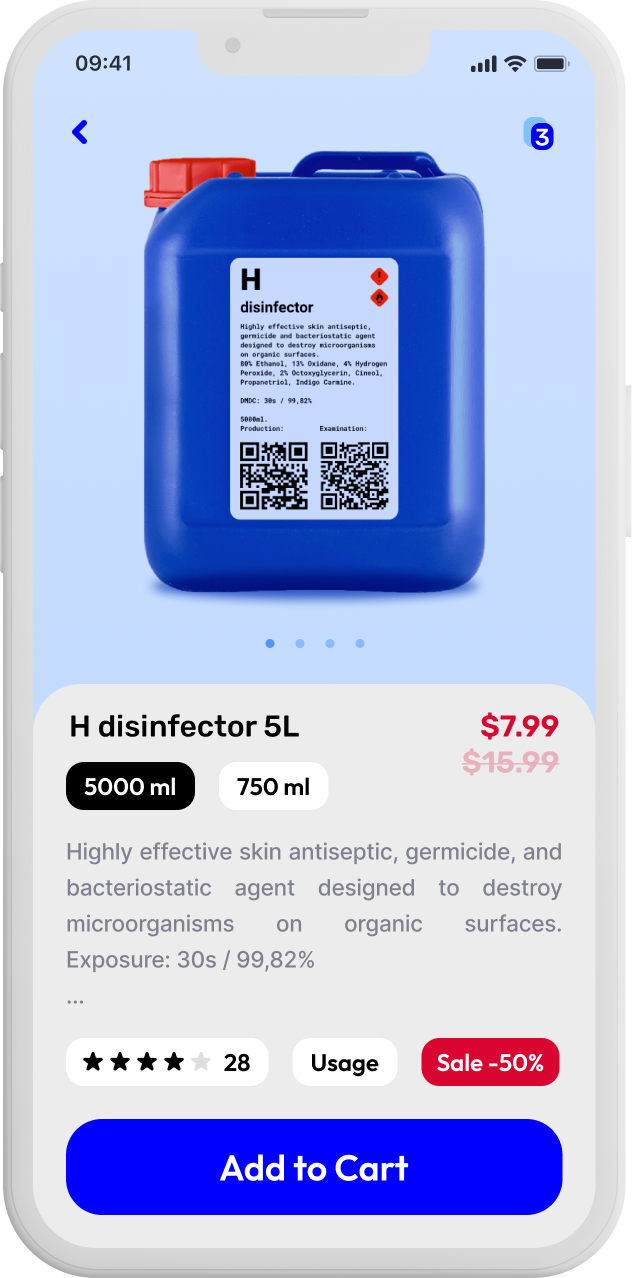 09:41
3
H
disinfector
Highly effective skin antiseptic,
germicide and bacteriostatic agent
designed to destroy microorganisms
on organic surfaces.
80% Ethanol, 13% Oxidane, 4% Hydrogen
Peroxide, 2% Octoxyglycerin, Cineol,
Propanetriol, Indigo Carmine.
DMDC: 30s / 99,82%
5000ml.
Production: Examination:
H disinfector 5L
$7.99
$15.99
5000 ml 750 ml
Highly effective skin antiseptic, germicide, and
bacteriostatic agent designed to destroy
microorganisms on organic surfaces.
Exposure: 30s / 99,82%
...
28 Usage Sale -50%
Add to Cart